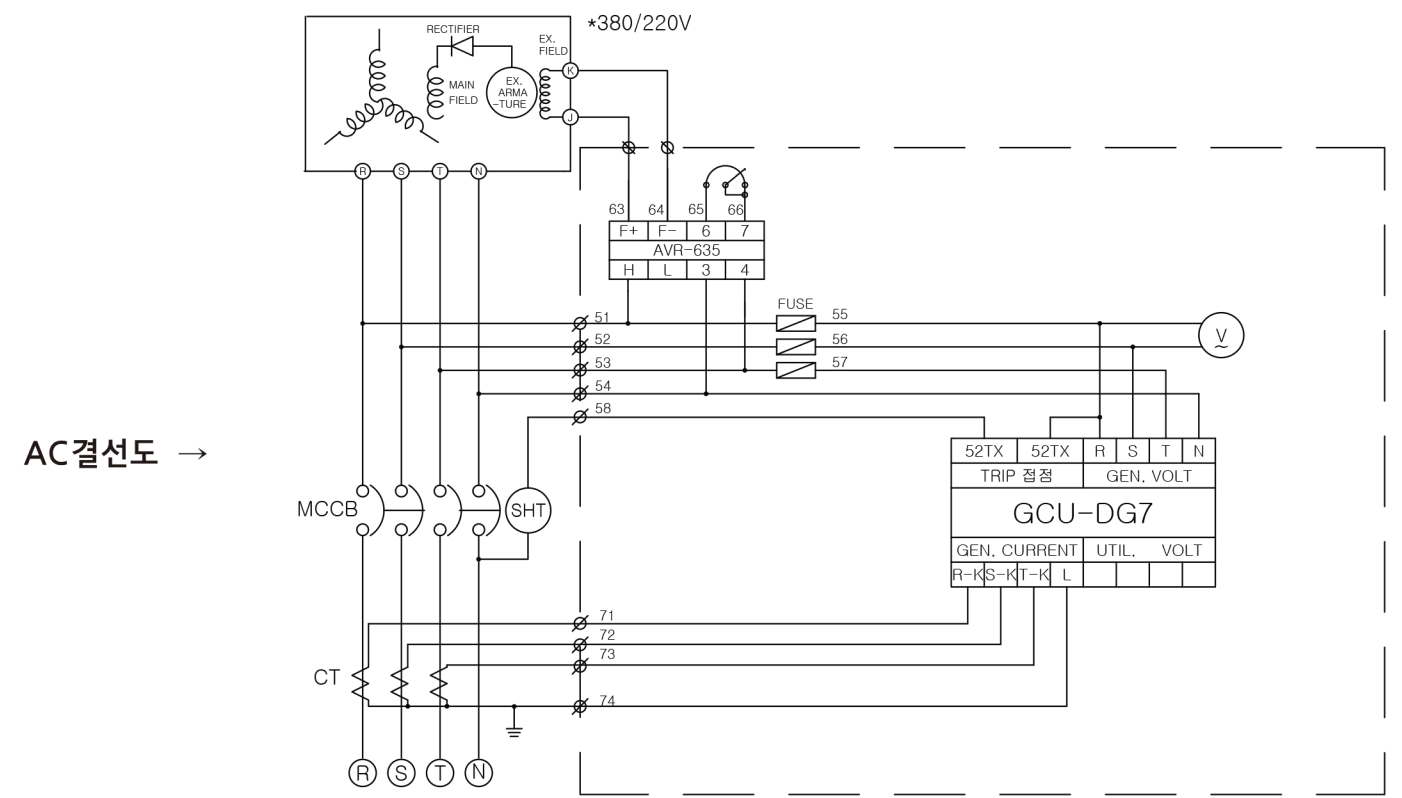 *380/220V
RECTIFIER
EX.
FIELD
K
MAIN
FIELD
EX.
ARMA
-TURE
J
R S T N
63 64 65 66
F+ F- 6 7
AVR-635
H L 3 4
FUSE
51 55
V
52 56
53 57
54
58
AC결선도 →
52TX 52TX R S T N
TRIP 접점 GEN. VOLT
MCCB SHT GCU-DG7
GEN. CURRENT UTIL. VOLT
R-K S-K T-K L
71
72
73
CT
74
R S T N